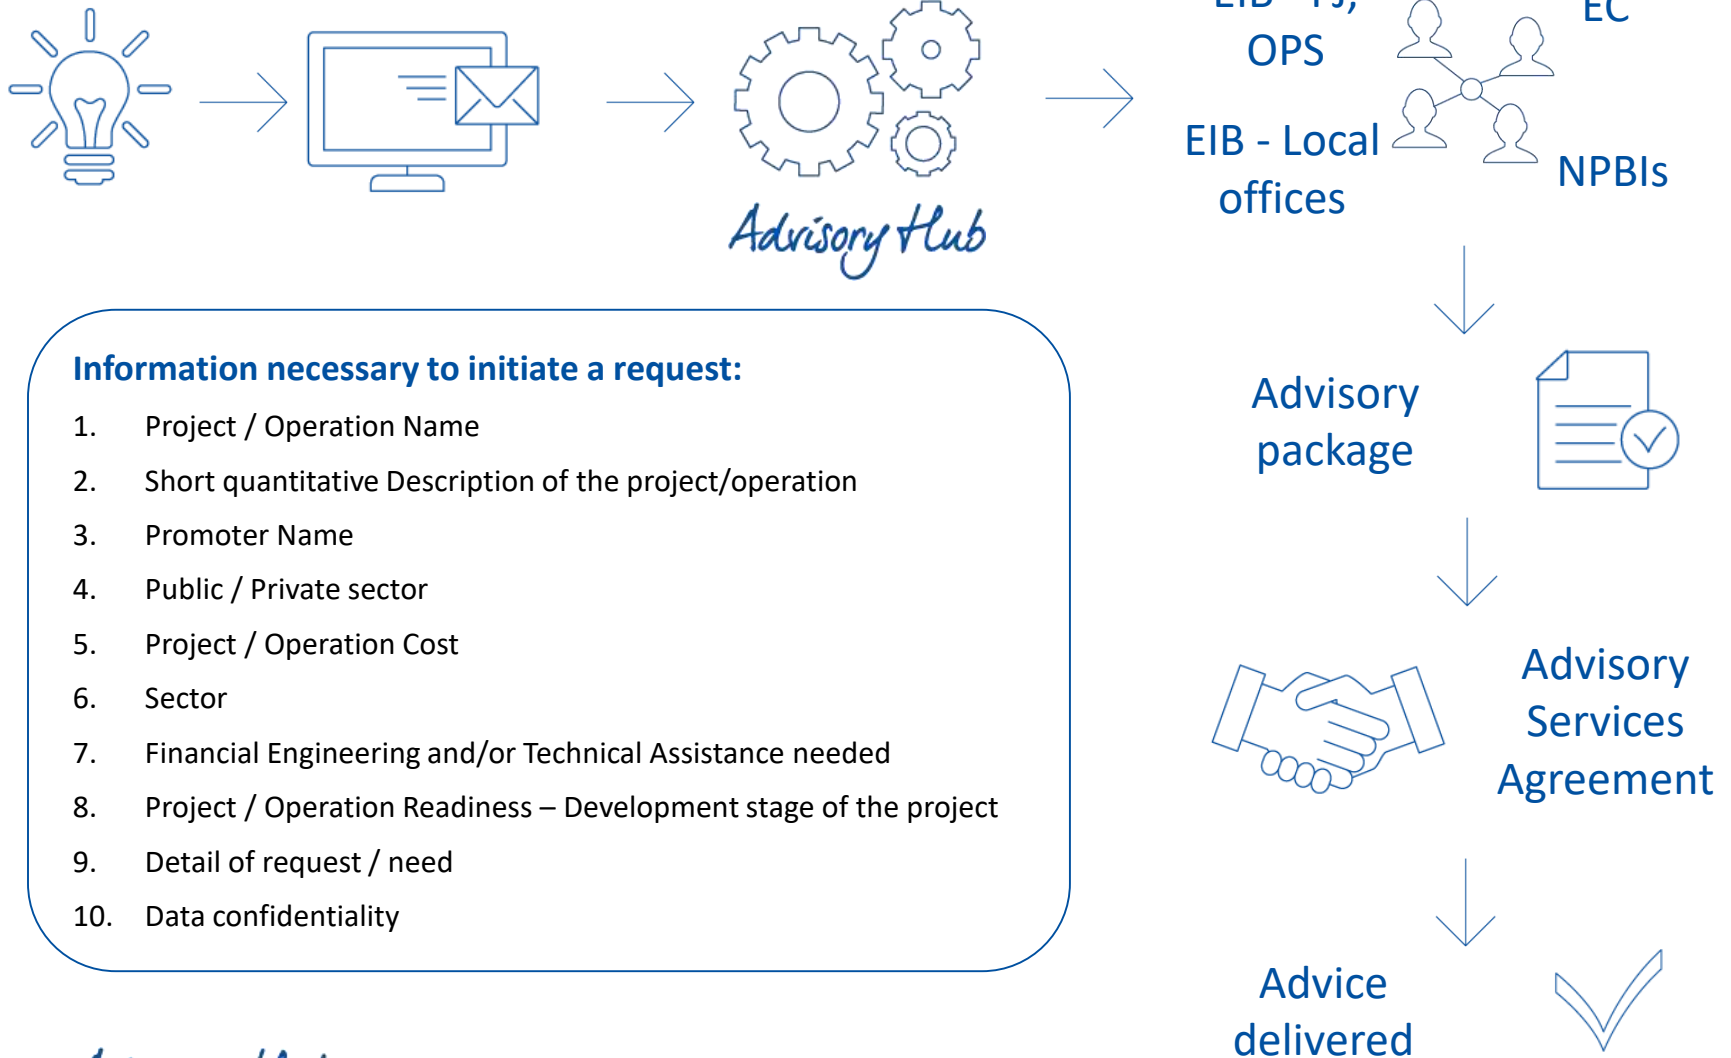 EIB - PJ,
OPS
EC
EIB - Local
offices
NPBIs
Advisory Hub
Information necessary to initiate a request:
1. Project / Operation Name
2. Short quantitative Description of the project/operation
3. Promoter Name
4. Public / Private sector
5. Project / Operation Cost
6. Sector
7. Financial Engineering and/or Technical Assistance needed
8. Project / Operation Readiness – Development stage of the project
9. Detail of request / need
10. Data confidentiality
Advisory
package
Advisory
Services
Agreement
Advice
delivered